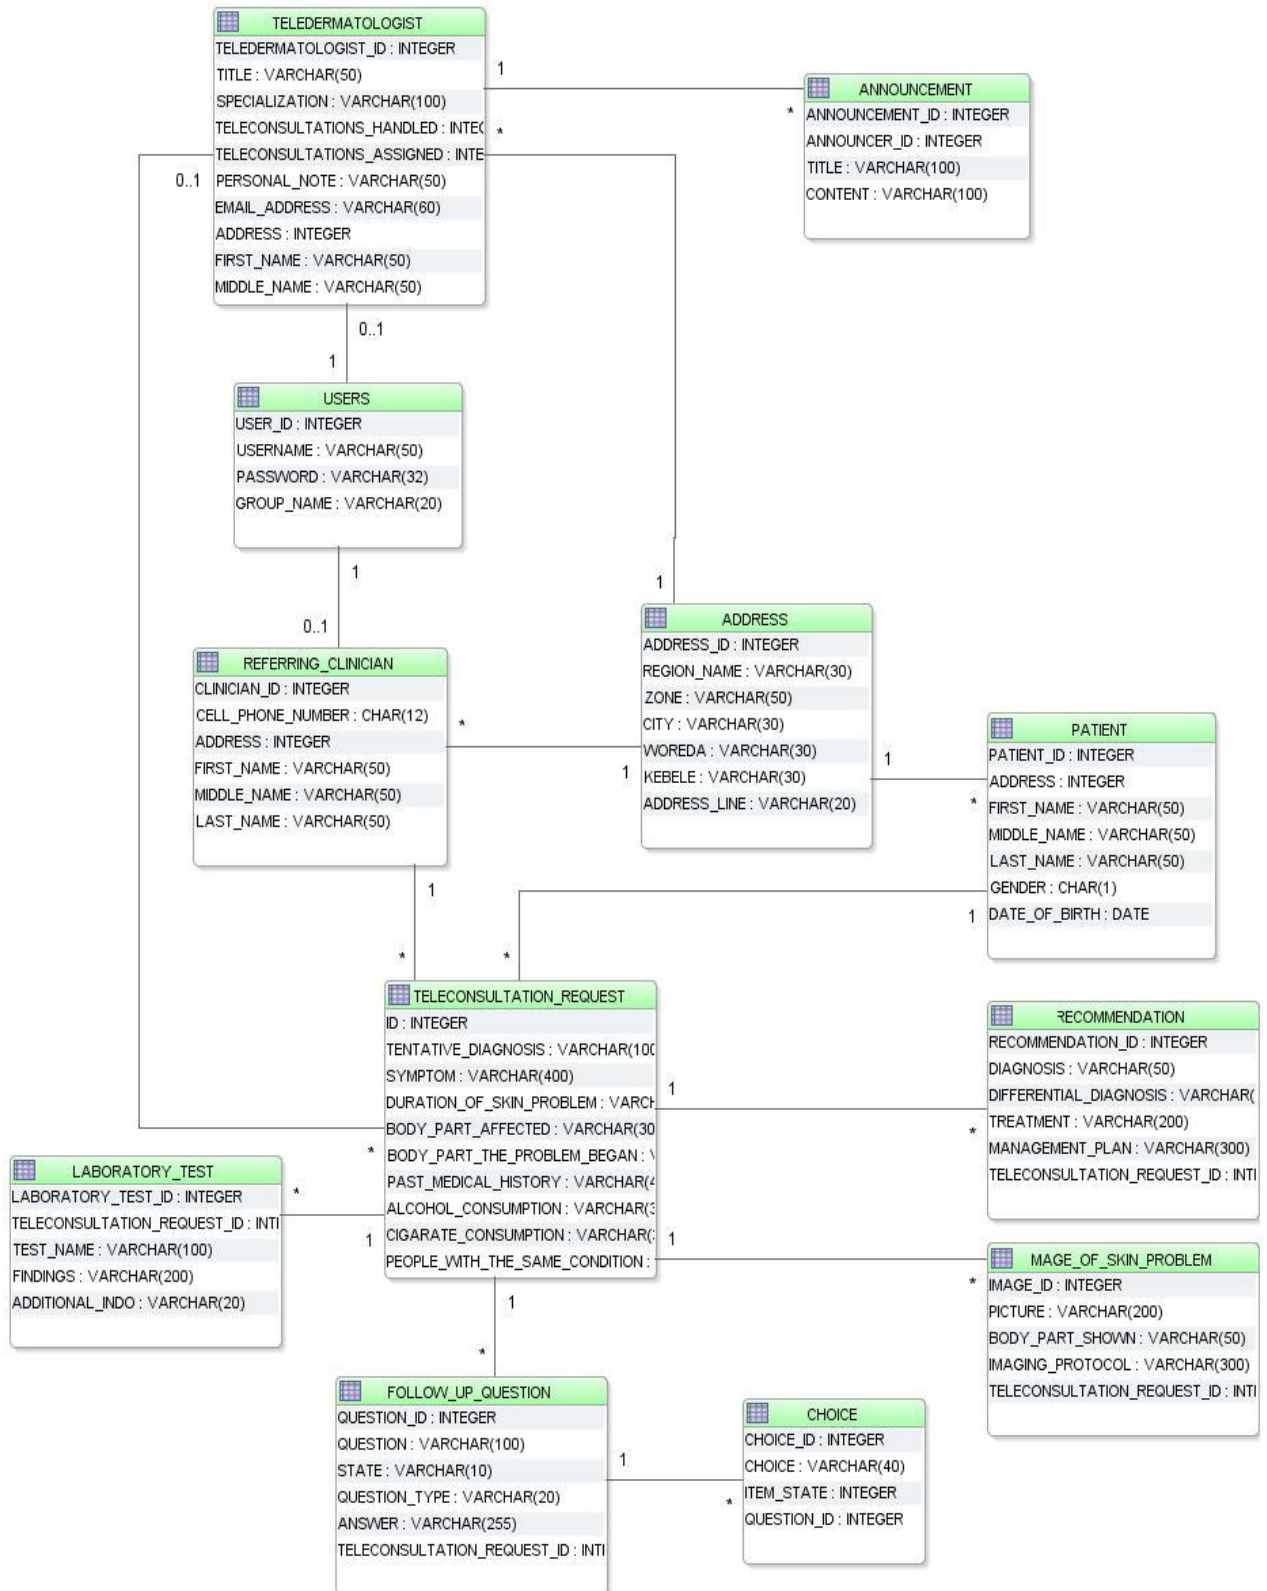 TELEDERMATOLOGIST
TELEDERMATOLOGIST_ID : INTEGER
TITLE : VARCHAR(50)
SPECIALIZATION : VARCHAR(100)
TELECONSULTATIONS_HANDLED : INTEG
TELECONSULTATIONS_ASSIGNED : INTE
PERSONAL_NOTE : VARCHAR(50)
EMAIL_ADDRESS : VARCHAR(60)
ADDRESS : INTEGER
FIRST_NAME : VARCHAR(50)
MIDDLE_NAME : VARCHAR(50)
1
*
*
0..1
ANNOUNCEMENT
ANNOUNCEMENT_ID : INTEGER
ANNOUNCER_ID : INTEGER
TITLE : VARCHAR(100)
CONTENT : VARCHAR(100)
0..1
1
USERS
USER_ID : INTEGER
USERNAME : VARCHAR(50)
PASSWORD : VARCHAR(32)
GROUP_NAME : VARCHAR(20)
1
0..1
1
REFERRING_CLINICIAN
CLINICIAN_ID : INTEGER
CELL_PHONE_NUMBER : CHAR(12)
ADDRESS : INTEGER
FIRST_NAME : VARCHAR(50)
MIDDLE_NAME : VARCHAR(50)
LAST_NAME : VARCHAR(50)
*
1
ADDRESS
ADDRESS_ID : INTEGER
REGION_NAME : VARCHAR(30)
ZONE : VARCHAR(50)
CITY : VARCHAR(30)
WOREDA : VARCHAR(30)
KEBELE : VARCHAR(30)
ADDRESS_LINE : VARCHAR(20)
1
*
PATIENT
PATIENT_ID : INTEGER
ADDRESS : INTEGER
FIRST_NAME : VARCHAR(50)
MIDDLE_NAME : VARCHAR(50)
LAST_NAME : VARCHAR(50)
GENDER : CHAR(1)
DATE_OF_BIRTH : DATE
1
1
*
*
TELECONSULTATION_REQUEST
ID : INTEGER
TENTATIVE_DIAGNOSIS : VARCHAR(100
SYMPTOM : VARCHAR(400)
DURATION_OF_SKIN_PROBLEM : VARCH
BODY_PART_AFFECTED : VARCHAR(30
BODY_PART_THE_PROBLEM_BEGAN : V
PAST_MEDICAL_HISTORY : VARCHAR(4
ALCOHOL_CONSUMPTION : VARCHAR(3
CIGARATE_CONSUMPTION : VARCHAR(
PEOPLE_WITH_THE_SAME_CONDITION :
*
1
*
RECOMMENDATION
RECOMMENDATION_ID : INTEGER
DIAGNOSIS : VARCHAR(50)
DIFFERENTIAL_DIAGNOSIS : VARCHAR(
TREATMENT : VARCHAR(200)
MANAGEMENT_PLAN : VARCHAR(300)
TELECONSULTATION_REQUEST_ID : INTI
LABORATORY_TEST
LABORATORY_TEST_ID : INTEGER
TELECONSULTATION_REQUEST_ID : INTI
TEST_NAME : VARCHAR(100)
FINDINGS : VARCHAR(200)
ADDITIONAL_INDO : VARCHAR(20)
*
1
1
*
MAGE_OF_SKIN_PROBLEM
IMAGE_ID : INTEGER
PICTURE : VARCHAR(200)
BODY_PART_SHOWN : VARCHAR(50)
IMAGING_PROTOCOL : VARCHAR(300)
TELECONSULTATION_REQUEST_ID : INTI
1
*
FOLLOW_UP_QUESTION
QUESTION_ID : INTEGER
QUESTION : VARCHAR(100)
STATE : VARCHAR(10)
QUESTION_TYPE : VARCHAR(20)
ANSWER : VARCHAR(255)
TELECONSULTATION_REQUEST_ID : INTI
1
*
CHOICE
CHOICE_ID : INTEGER
CHOICE : VARCHAR(40)
ITEM_STATE : INTEGER
QUESTION_ID : INTEGER